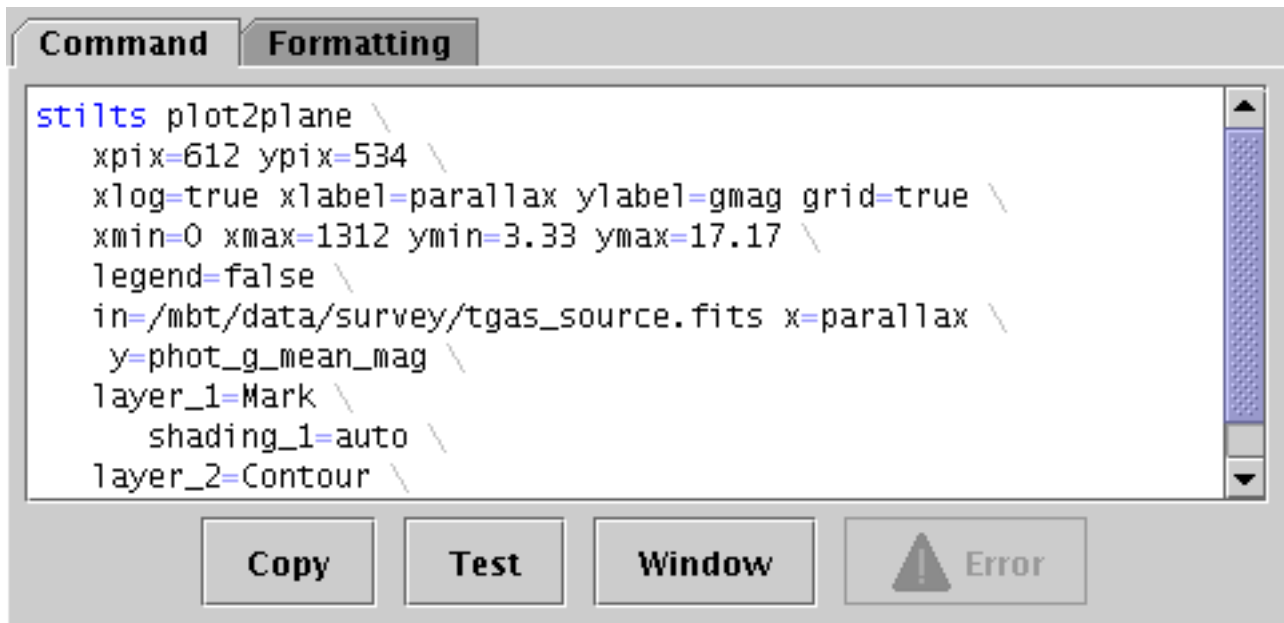 Command Formatting
stilts plot2plane \
xpix=612 ypix=534 \
xlog=true xlabel=parallax ylabel=gmag grid=true \
xmin=0 xmax=1312 ymin=3.33 ymax=17.17 \
legend=false \
in=/mbt/data/survey/tgas_source.fits x=parallax \
y=phot_g_mean_mag \
layer_1=Mark \
shading_1=auto \
layer_2=Contour \
Copy Test Window Error